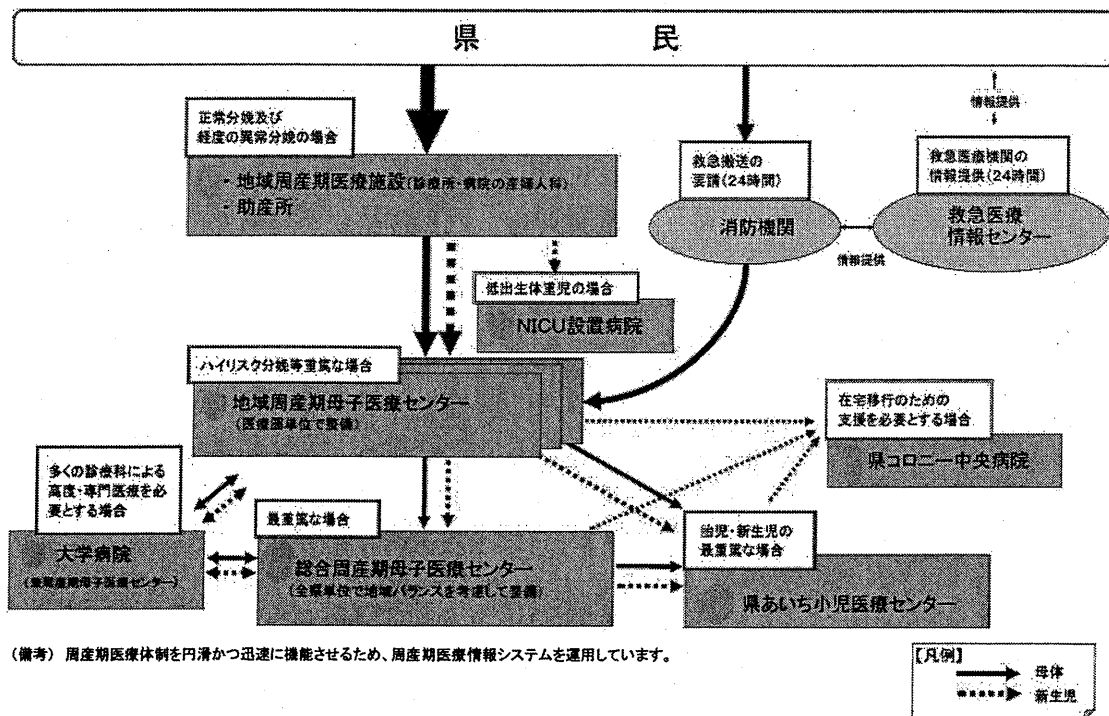 県 民
情報提供
正常分娩及び
軽度の異常分娩の場合
・地域周産期医療施設(診療所・病院の産婦人科)
・助産所
救急搬送の
要請(24時間)
消防機関
救急医療機関の
情報提供(24時間)
救急医療
情報センター
情報提供
低出生体重児の場合
NICU設置病院
ハイリスク分娩等重篤な場合
地域周産期母子医療センター
(医療圏単位で整備)
在宅移行のための
支援を必要とする場合
県コロニー中央病院
多くの診療科による
高度・専門医療を必
要とする場合
大学病院
最重篤な場合
総合周産期母子医療センター
(全県単位で地域バランスを考慮して整備)
胎児・新生児の
最重篤な場合
県あいち小児医療センター
(備考) 周産期医療体制を円滑かつ迅速に機能させるため、周産期医療情報システムを運用しています。
【凡例】
母体
新生児